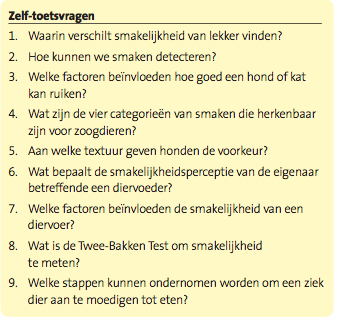 Zelf-toetsvragen
1. Waarin verschilt smakelijkheid van lekker vinden?
2. Hoe kunnen we smaken detecteren?
3. Welke factoren beïnvloeden hoe goed een hond of kat
kan ruiken?
4. Wat zijn de vier categorieën van smaken die herkenbaar
zijn voor zoogdieren?
5. Aan welke textuur geven honden de voorkeur?
6. Wat bepaalt de smakelijkheidsperceptie van de eigenaar
betreffende een diervoeder?
7. Welke factoren beïnvloeden de smakelijkheid van een
diervoer?
8. Wat is de Twee-Bakken Test om smakelijkheid
te meten?
9. Welke stappen kunnen ondernomen worden om een ziek
dier aan te moedigen tot eten?